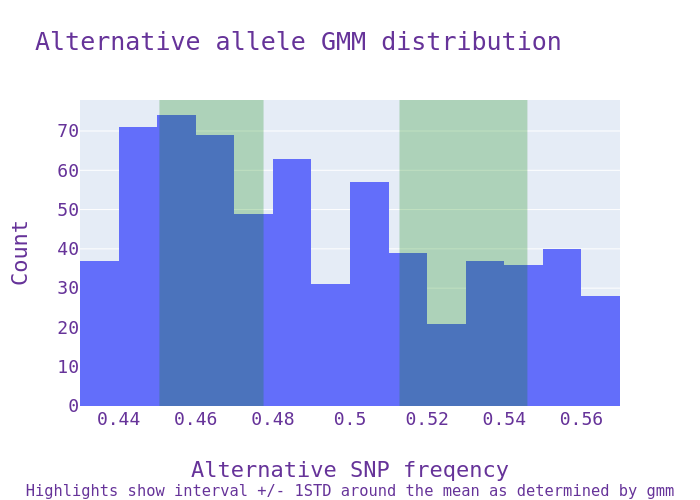 Alternative allele GMM distribution
70
60
50
40
30
20
10
0
Count
0.44 0.46 0.48 0.5 0.52 0.54 0.56
Alternative SNP freqency
Highlights show interval +/- 1STD around the mean as determined by gmm